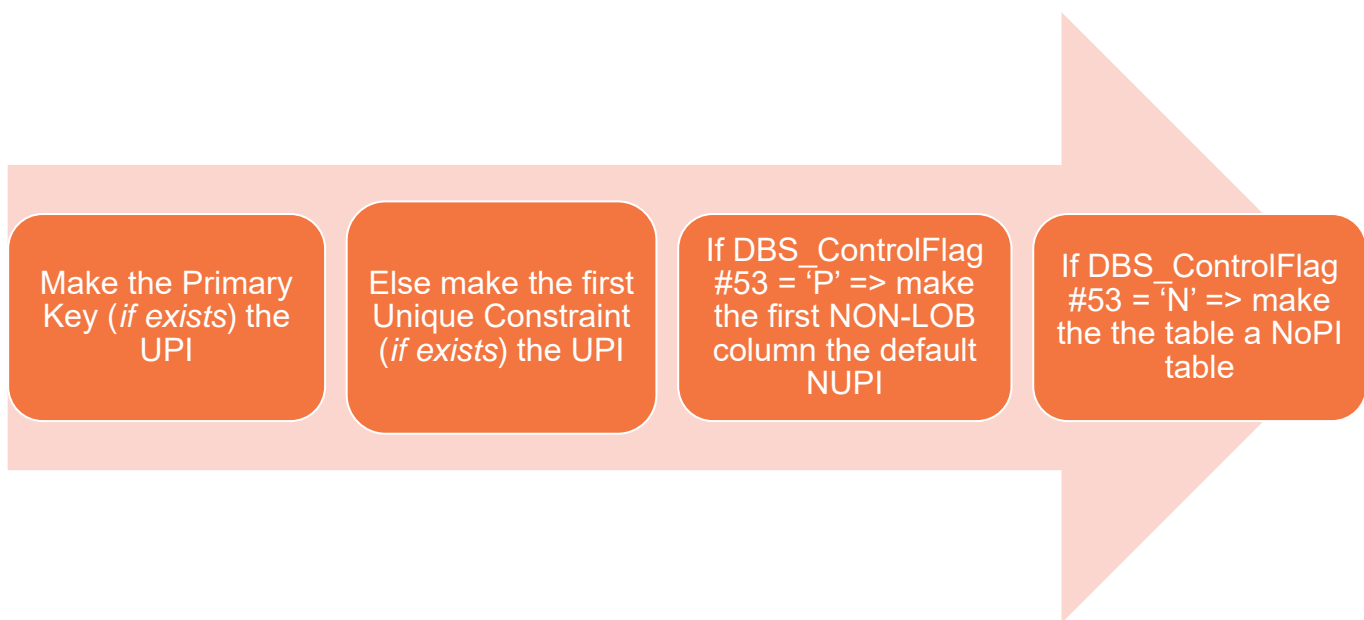 Make the Primary
Key (if exists) the
UPI
Else make the first
Unique Constraint
(if exists) the UPI
If DBS_ControlFlag
#53 = ‘P’ => make
the first NON-LOB
column the default
NUPI
If DBS_ControlFlag
#53 = ‘N’ => make
the the table a NoPI
table